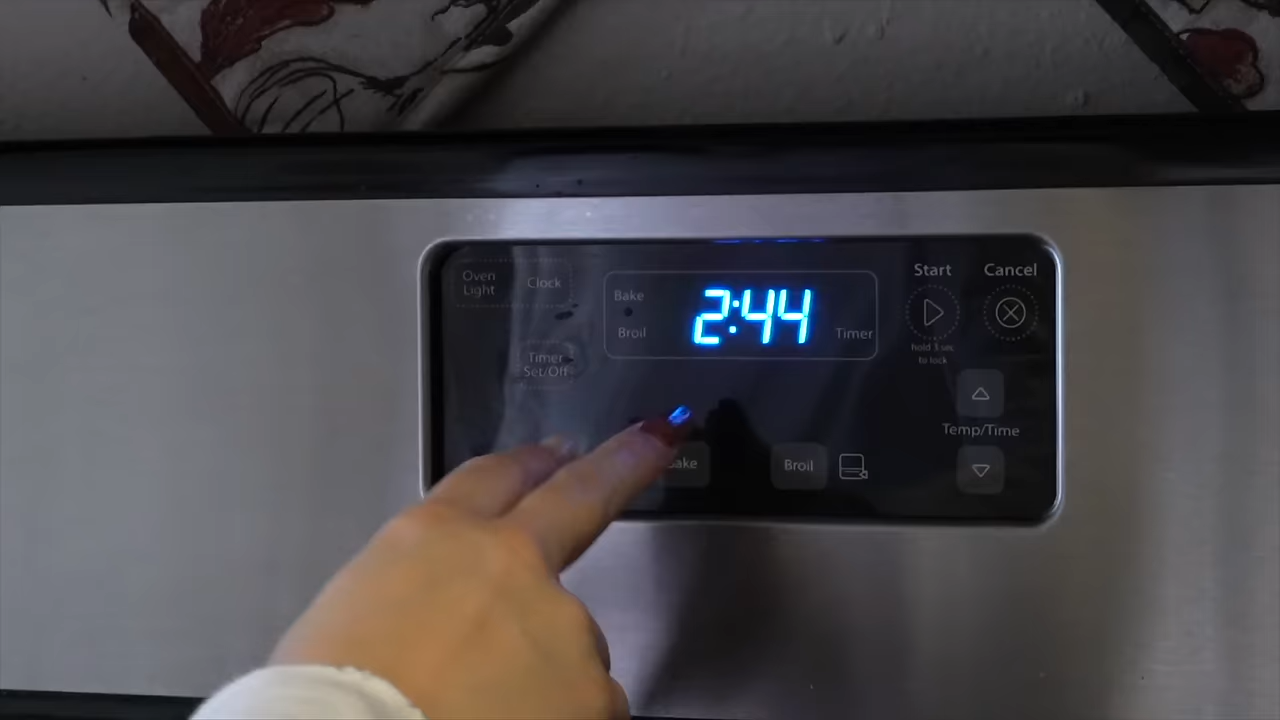 Oven
Light
Clock
Timer
Set/Off
Bake
Broil
2:44
Timer
Start
Cancel
hold 3 sec
to lock
Temp/Time
Bake
Broil